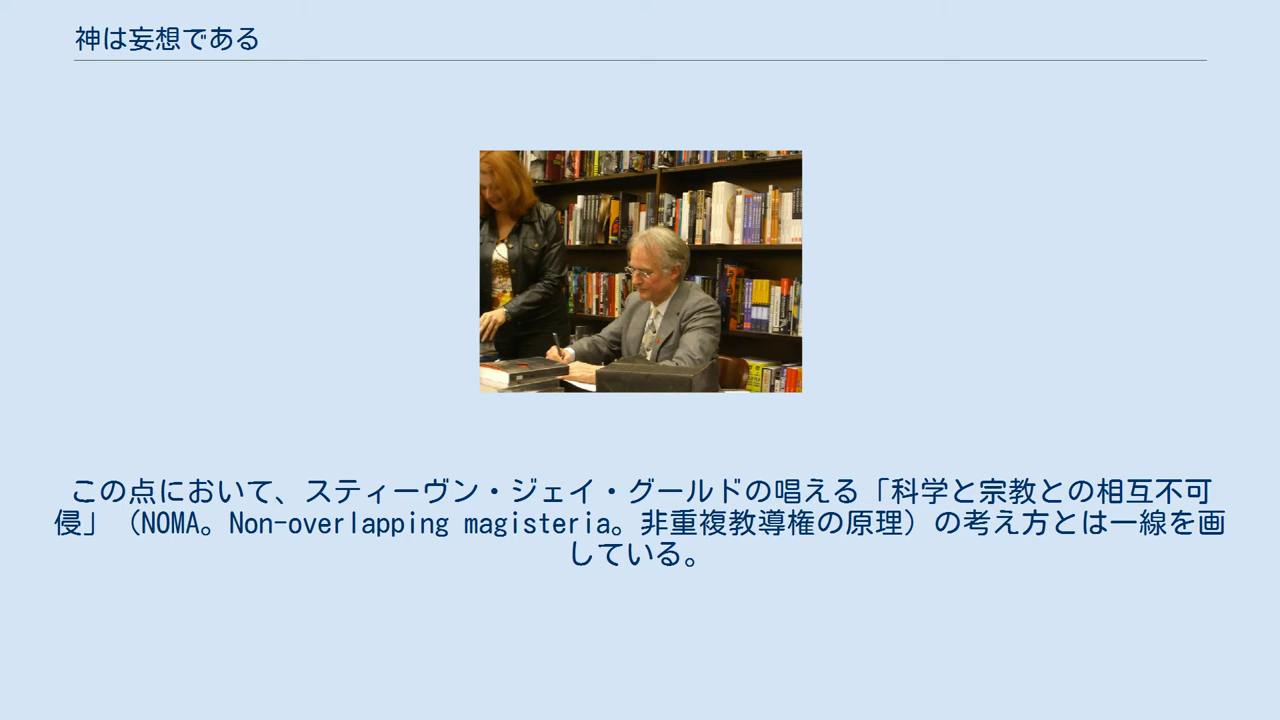 神は妄想である
この点において、スティーヴン・ジェイ・グールドの唱える「科学と宗教との相互不可
侵」（NOMA。Non-overlapping magisteria。非重複教導権の原理）の考え方とは一線を画
している。